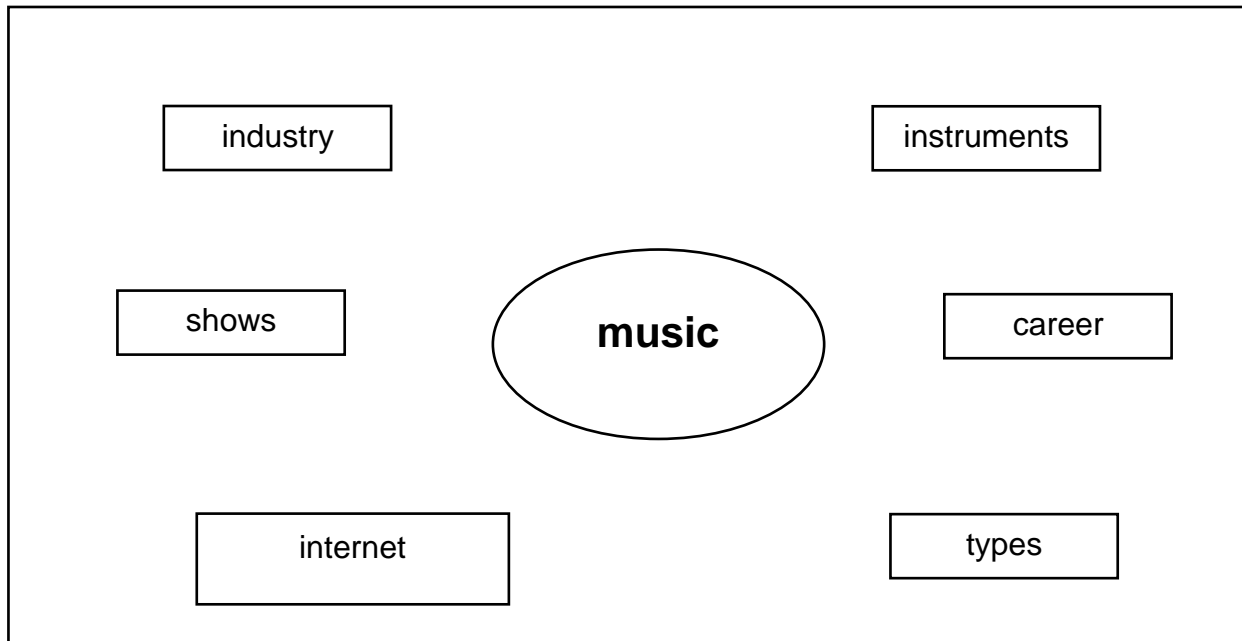 industry
instruments
shows
music
career
internet
types